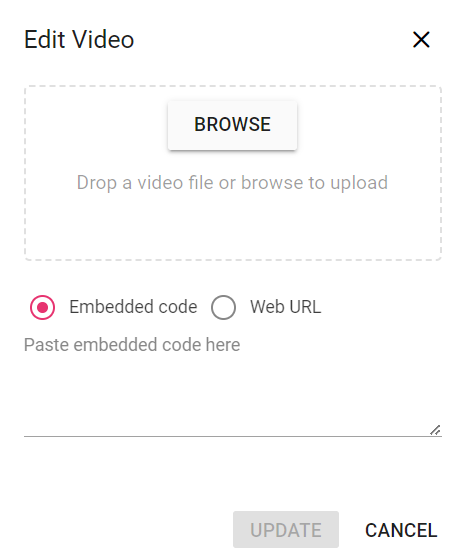 Edit Video
BROWSE
Drop a video file or browse to upload
Embedded code Web URL
Paste embedded code here
UPDATE CANCEL